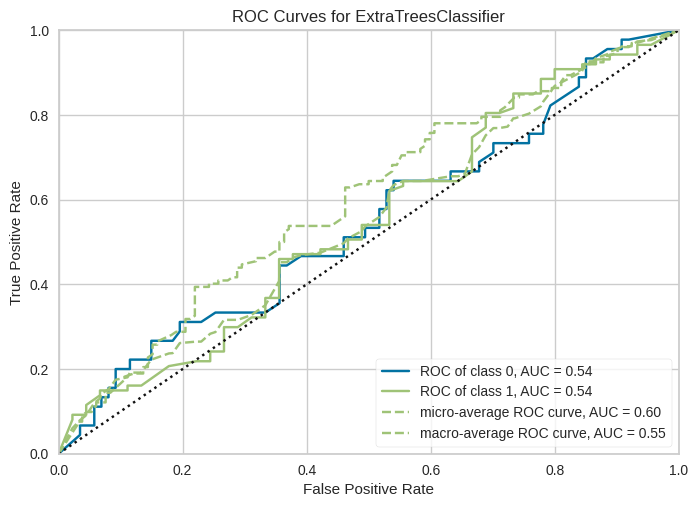 ROC Curves for ExtraTreesClassifier
1.0
0.8
0.6
0.4
0.2
0.0
True Positive Rate
ROC of class 0, AUC = 0.54
ROC of class 1, AUC = 0.54
micro-average ROC curve, AUC = 0.60
macro-average ROC curve, AUC = 0.55
0.0 0.2 0.4 0.6 0.8 1.0
False Positive Rate